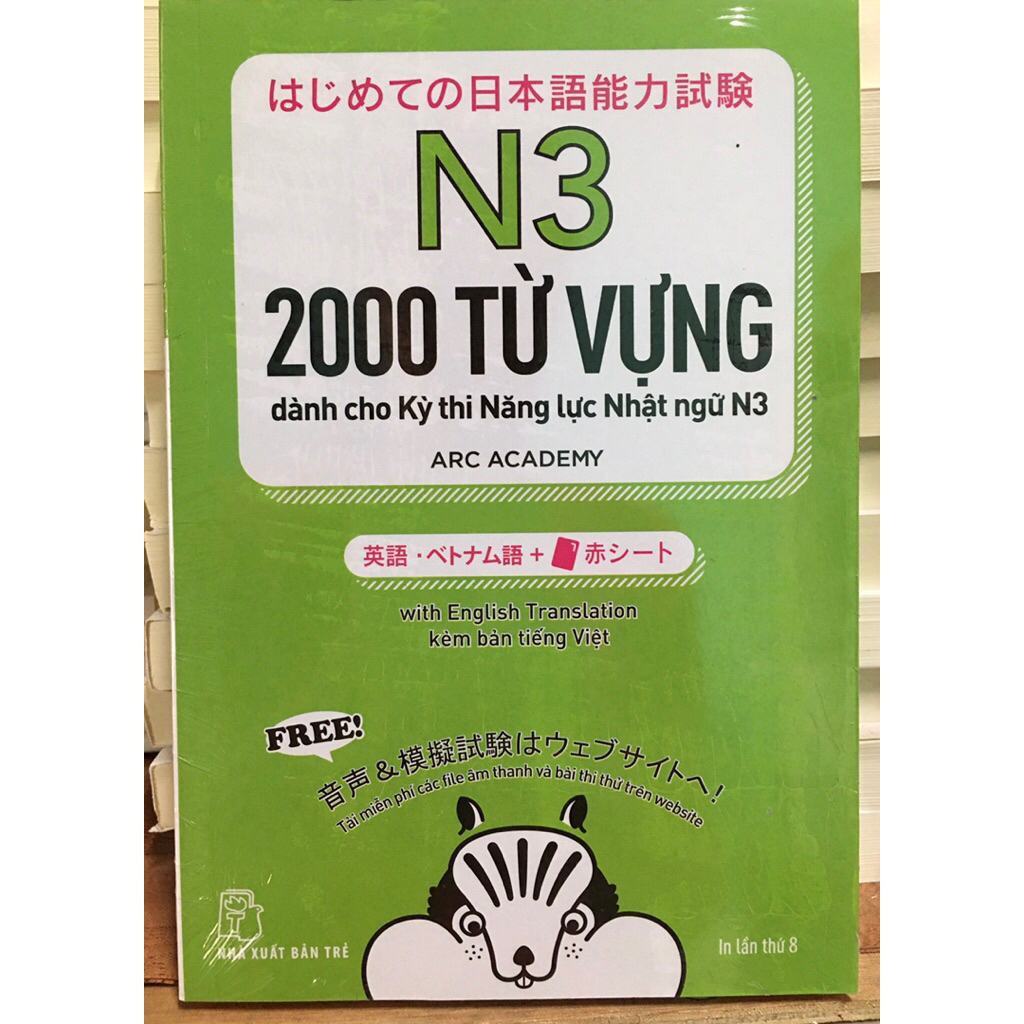 はじめての日本語能力試験
N3
2000 TỪ VỰNG
dành cho Kỳ thi Năng lực Nhật ngữ N3
ARC ACADEMY
英語・ベトナム語 + 赤シート
with English Translation
kèm bản tiếng Việt
FREE!
音声&模擬試験はウェブサイトへ!
Tải miễn phí các file âm thanh và bài thi thử trên website
T
NHÀ XUẤT BẢN TRẺ
In lần thứ 8